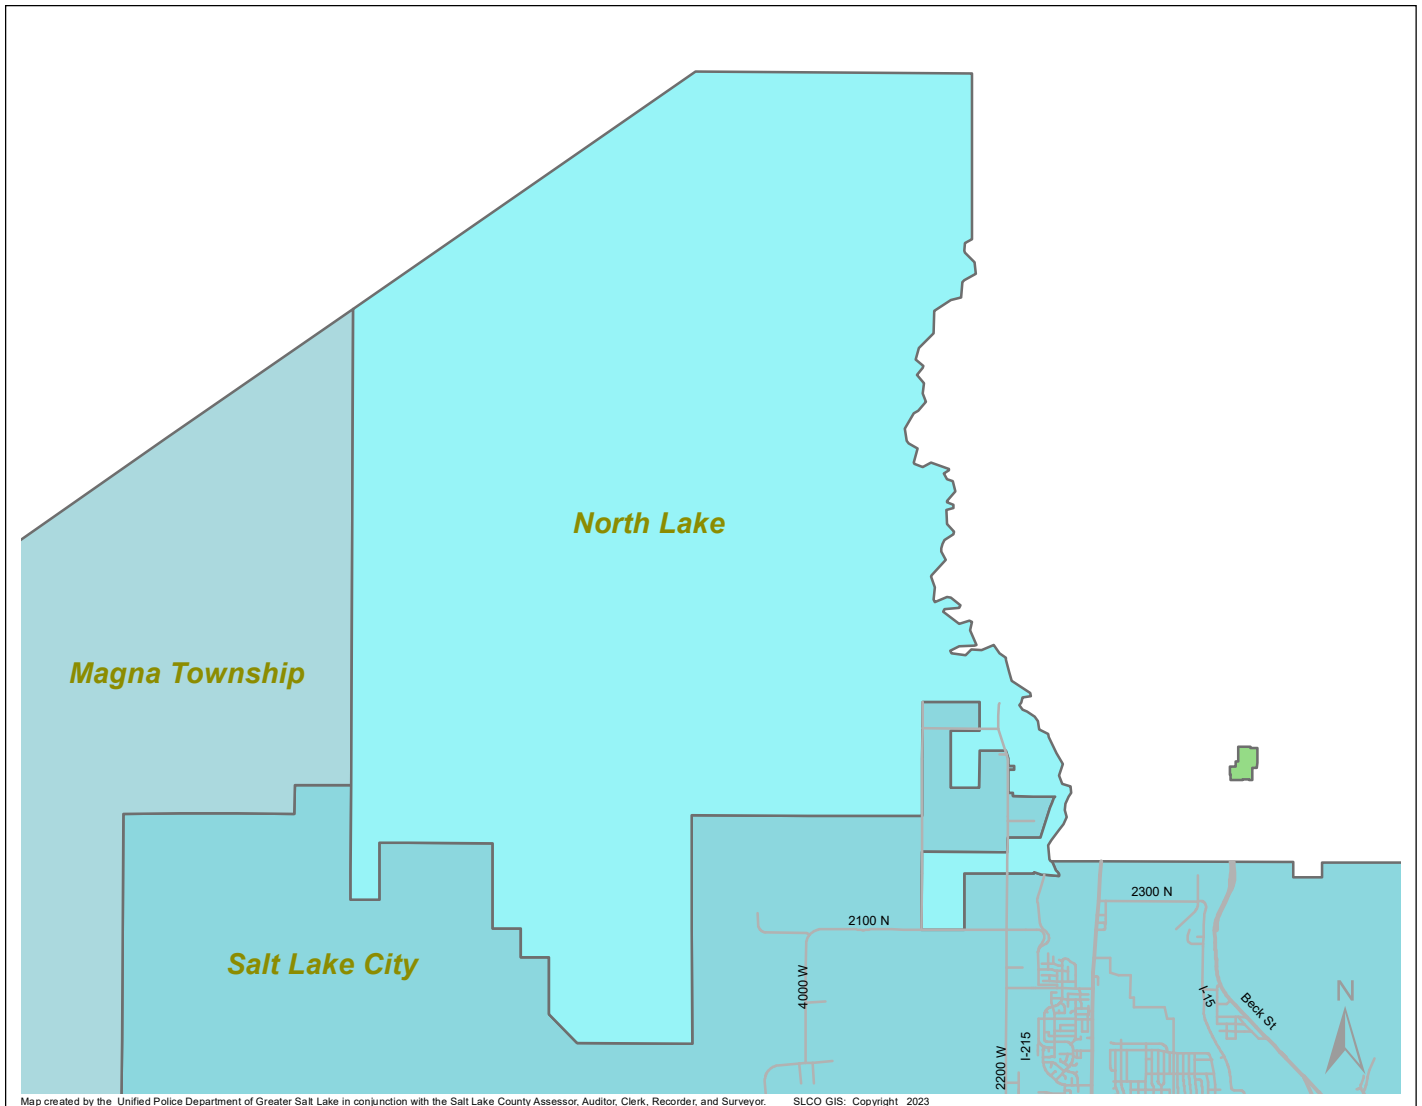 North Lake
Magna Township
2300 N
2100 N
Salt Lake City
4000 W
I-15
Beck St
N
I-215
2200 W
Map created by the Unified Police Department of Greater Salt Lake in conjunction with the Salt Lake County Assessor, Auditor, Clerk, Recorder, and Surveyor. SLCO GIS: Copyright 2023